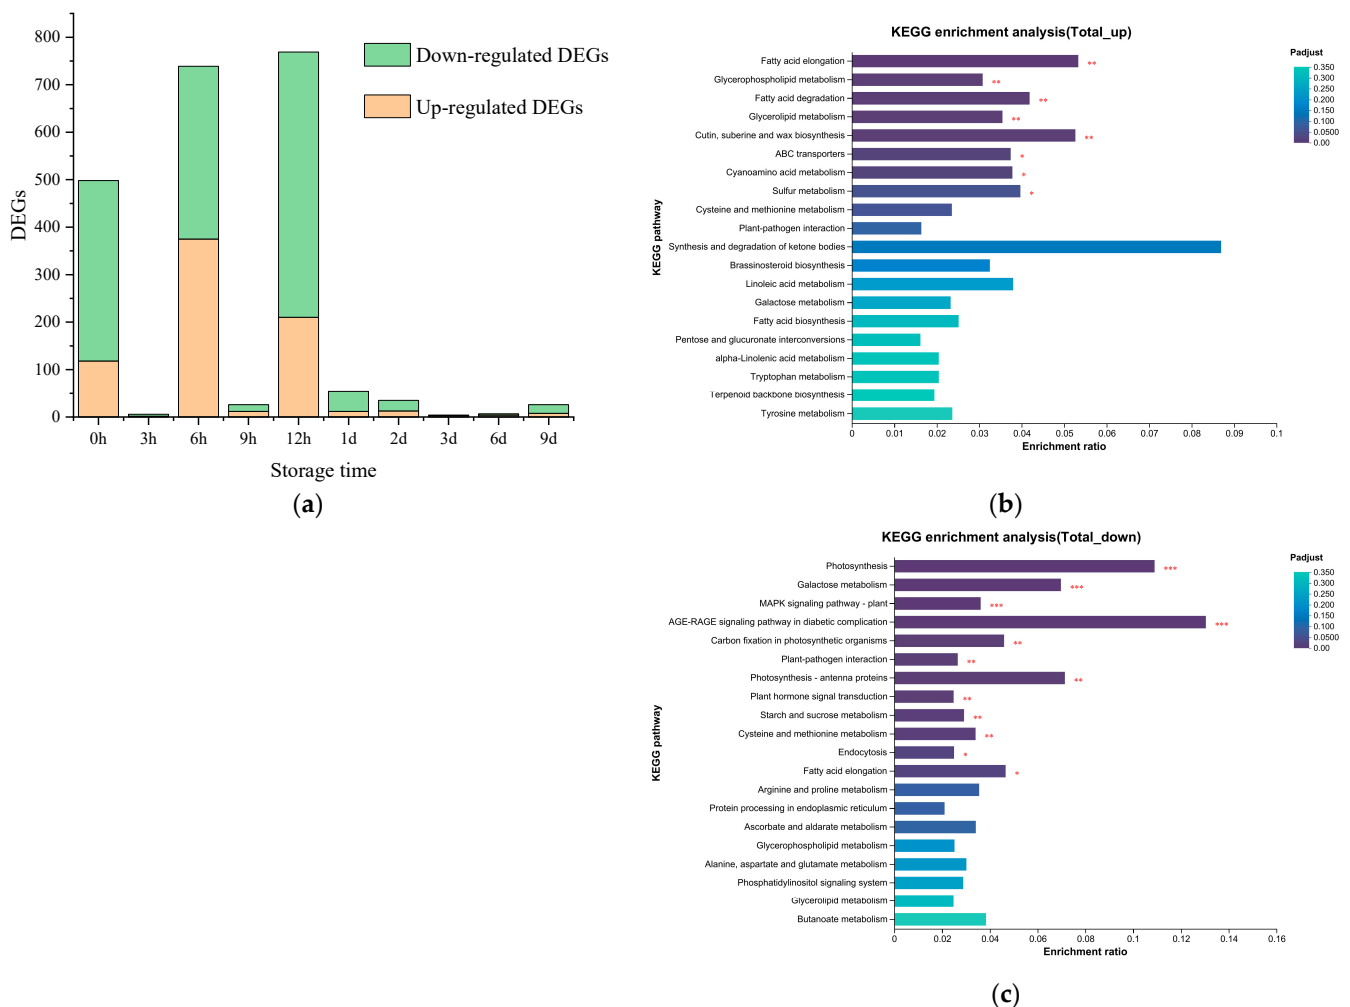 800
700
600
500
400
300
200
100
0
DEGs
Down-regulated DEGs
Up-regulated DEGs
0h 3h 6h 9h 12h 1d 2d 3d 6d 9d
Storage time
(a)
KEGG enrichment analysis(Total_up)
KEGG pathway
Fatty acid elongation **
Glycerophospholipid metabolism **
Fatty acid degradation **
Glycerolipid metabolism **
Cutin, suberine and wax biosynthesis **
ABC transporters *
Cyanoamino acid metabolism *
Sulfur metabolism *
Cysteine and methionine metabolism
Plant-pathogen interaction
Synthesis and degradation of ketone bodies
Brassinosteroid biosynthesis
Linoleic acid metabolism
Galactose metabolism
Fatty acid biosynthesis
Pentose and glucuronate interconversions
alpha-Linolenic acid metabolism
Tryptophan metabolism
Terpenoid backbone biosynthesis
Tyrosine metabolism
0 0.01 0.02 0.03 0.04 0.05 0.06 0.07 0.08 0.09 0.1
Enrichment ratio
Padjust
0.350
0.300
0.250
0.200
0.150
0.100
0.0500
0.00
(b)
KEGG enrichment analysis(Total_down)
KEGG pathway
Photosynthesis ***
Galactose metabolism ***
MAPK signaling pathway - plant ***
AGE-RAGE signaling pathway in diabetic complication ***
Carbon fixation in photosynthetic organisms **
Plant-pathogen interaction **
Photosynthesis - antenna proteins **
Plant hormone signal transduction **
Starch and sucrose metabolism **
Cysteine and methionine metabolism **
Endocytosis *
Fatty acid elongation *
Arginine and proline metabolism
Protein processing in endoplasmic reticulum
Ascorbate and aldarate metabolism
Glycerophospholipid metabolism
Alanine, aspartate and glutamate metabolism
Phosphatidylinositol signaling system
Glycerolipid metabolism
Butanoate metabolism
0 0.02 0.04 0.06 0.08 0.1 0.12 0.14 0.16
Enrichment ratio
Padjust
0.350
0.300
0.250
0.200
0.150
0.100
0.0500
0.00
(c)